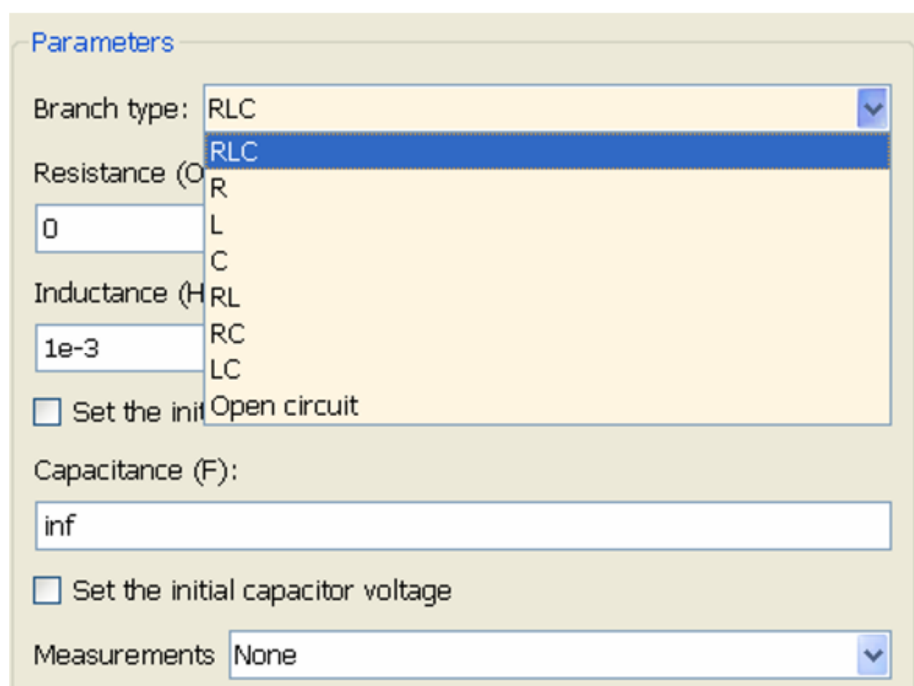 Parameters
Branch type: RLC
RLC
Resistance (O
R
0
L
C
Inductance (H
RL
1e-3
RC
LC
Set the init
Open circuit
Capacitance (F):
inf
Set the initial capacitor voltage
Measurements None